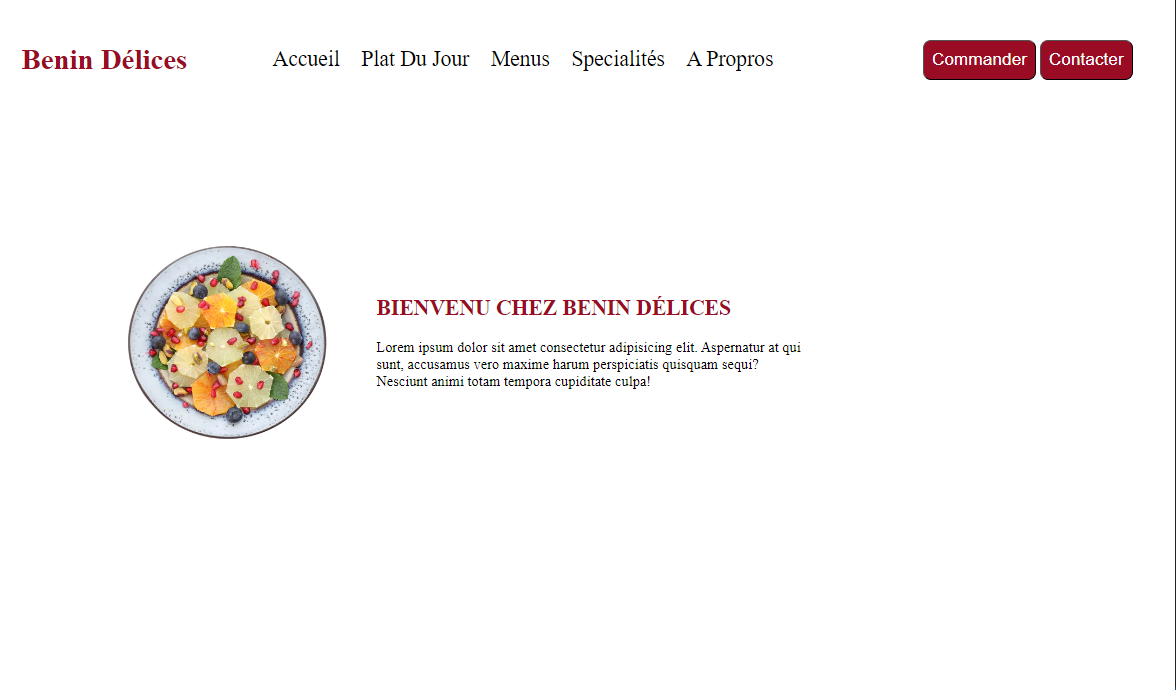 Benin Délices
Accueil Plat Du Jour Menus Specialités A Propros
Commander Contacter
BIENVENU CHEZ BENIN DÉLICES
Lorem ipsum dolor sit amet consectetur adipisicing elit. Aspernatur at qui
sunt, accusamus vero maxime harum perspiciatis quisquam sequi?
Nesciunt animi totam tempora cupiditate culpa!